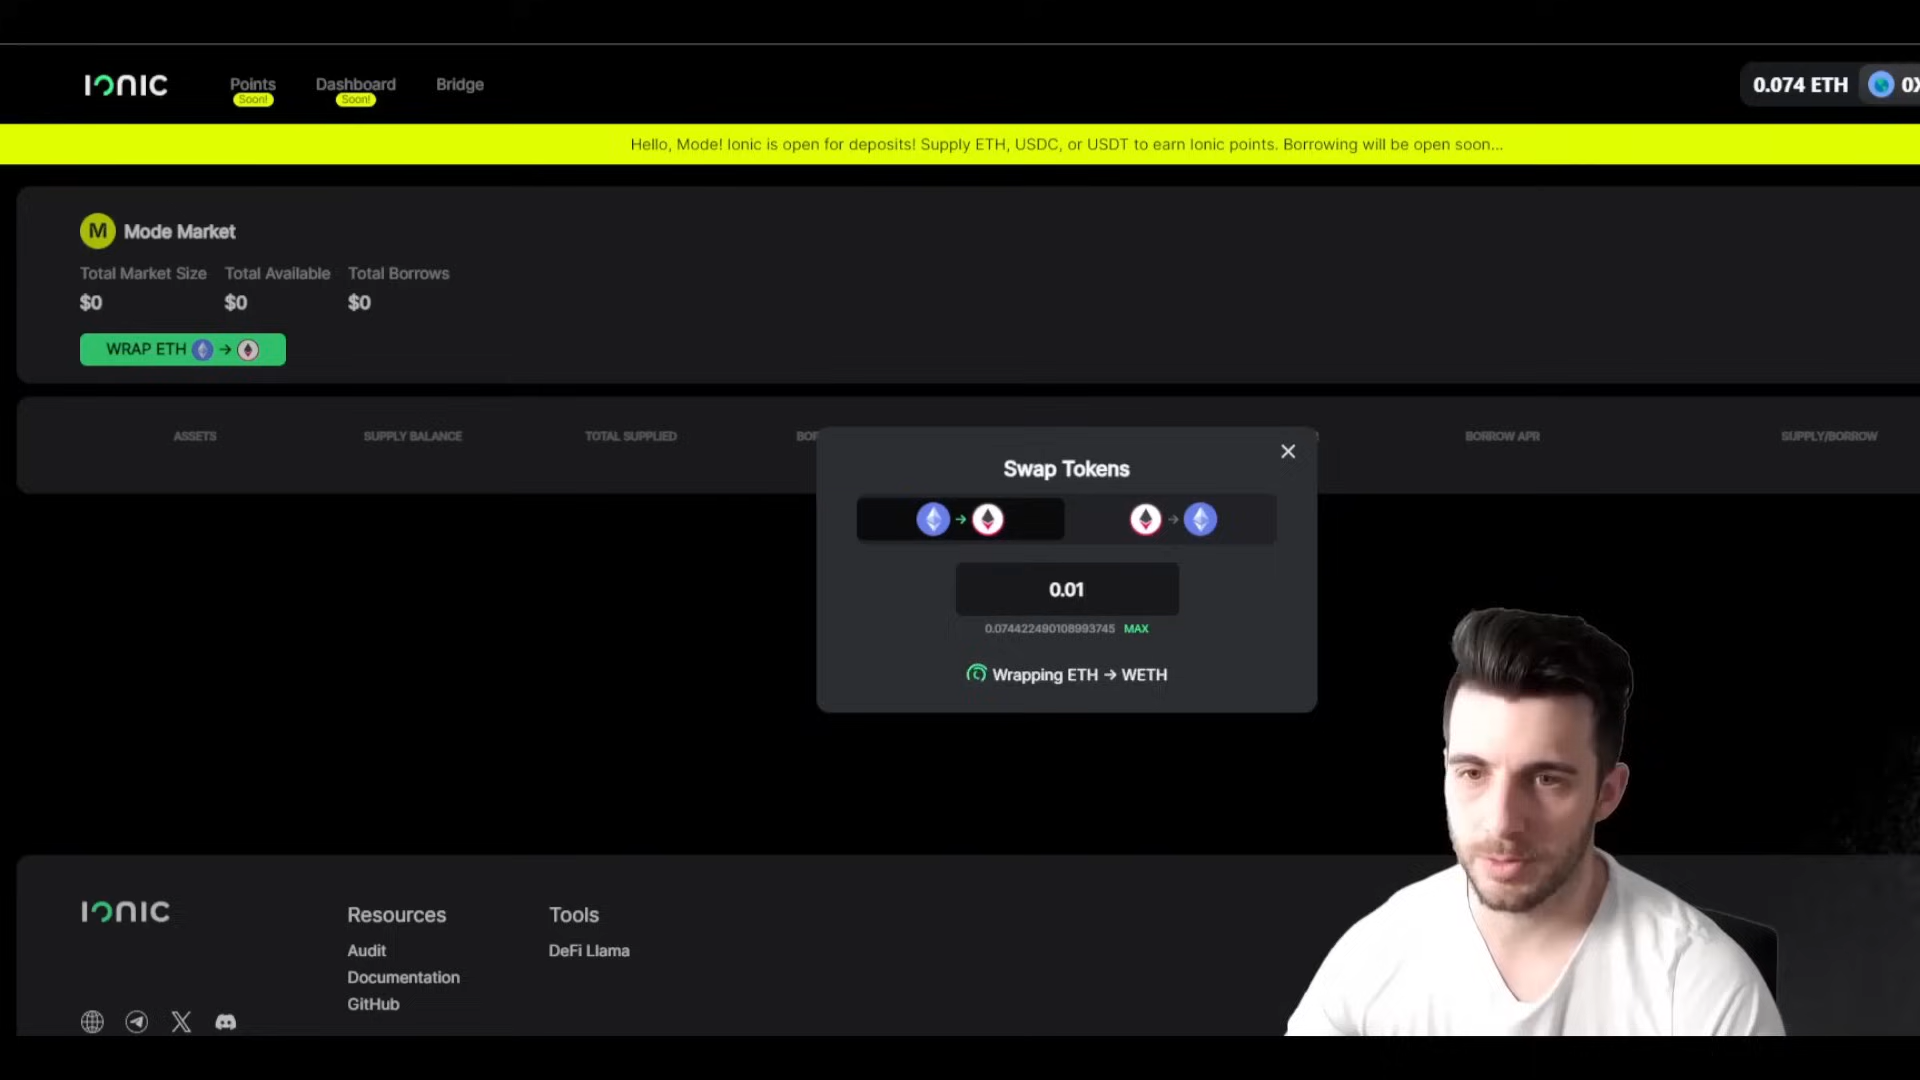 IONIC
Points
Dashboard
Bridge
Soon!
Soon!
0.074 ETH
0X
Hello, Mode! Ionic is open for deposits! Supply ETH, USDC, or USDT to earn Ionic points. Borrowing will be open soon...
M Mode Market
Total Market Size
Total Available
Total Borrows
$0
$0
$0
WRAP ETH →
ASSETS
SUPPLY BALANCE
TOTAL SUPPLIED
BOR
BORROW APR
SUPPLY/BORROW
Swap Tokens
0.01
0.074422490108993745 MAX
Wrapping ETH → WETH
IONIC
Resources
Tools
Audit
DeFi Llama
Documentation
GitHub